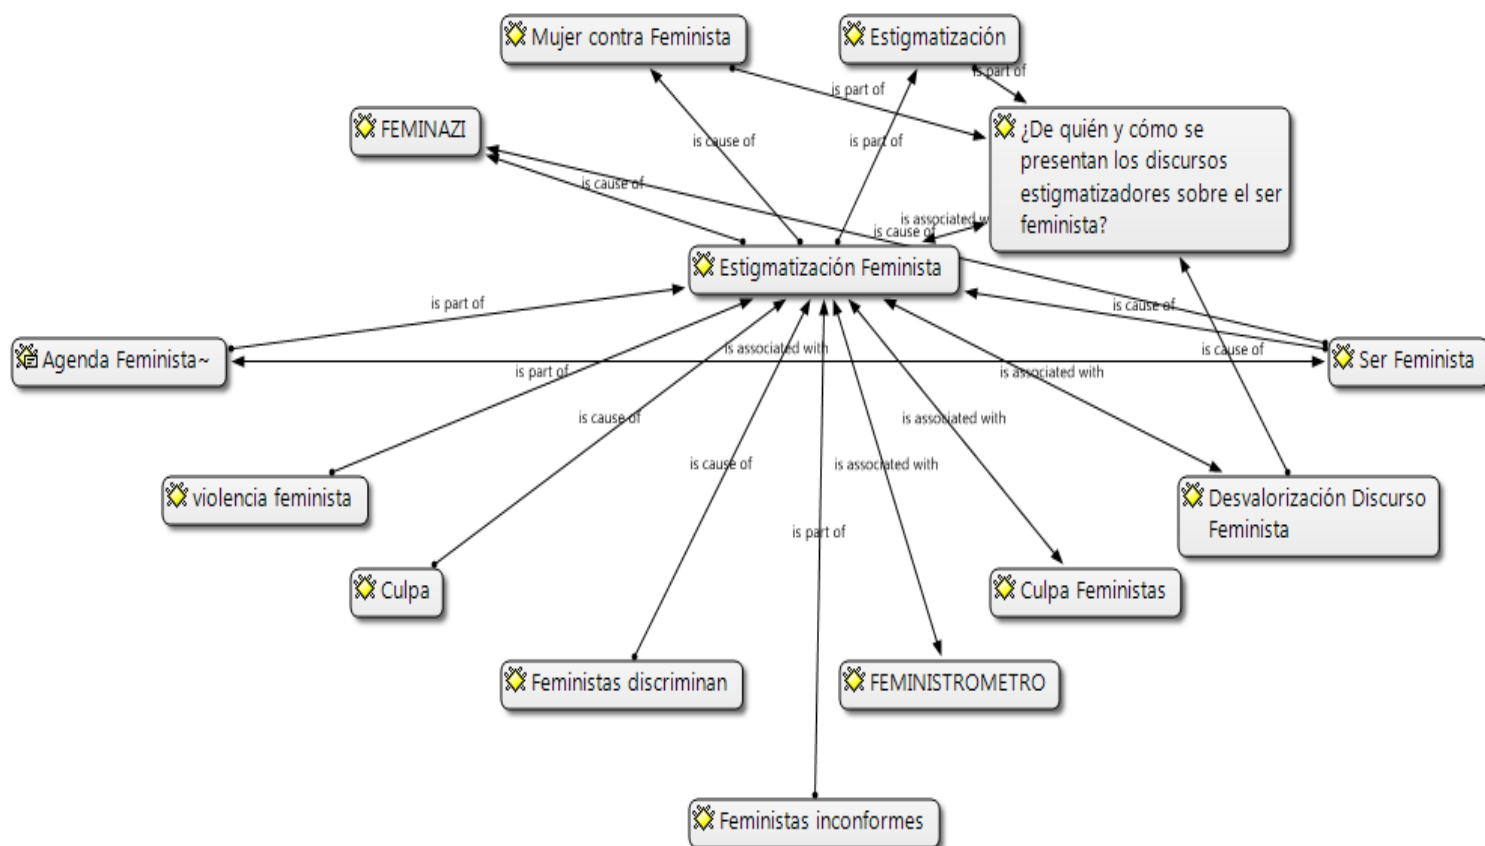 Mujer contra Feminista
Estigmatización
is part of
is part of
FEMINAZI
¿De quién y cómo se
presentan los discursos
estigmatizadores sobre el ser
feminista?
is cause of
is part of
is cause of
is associated with
is cause of
Estigmatización Feminista
is part of
is cause of
Agenda Feminista~
is associated with
is cause of
Ser Feminista
is part of
is associated with
is cause of
is associated with
is cause of
is associated with
violencia feminista
Desvalorización Discurso
Feminista
is part of
Culpa
Culpa Feministas
Feministas discriminan
FEMINISTROMETRO
Feministas inconformes